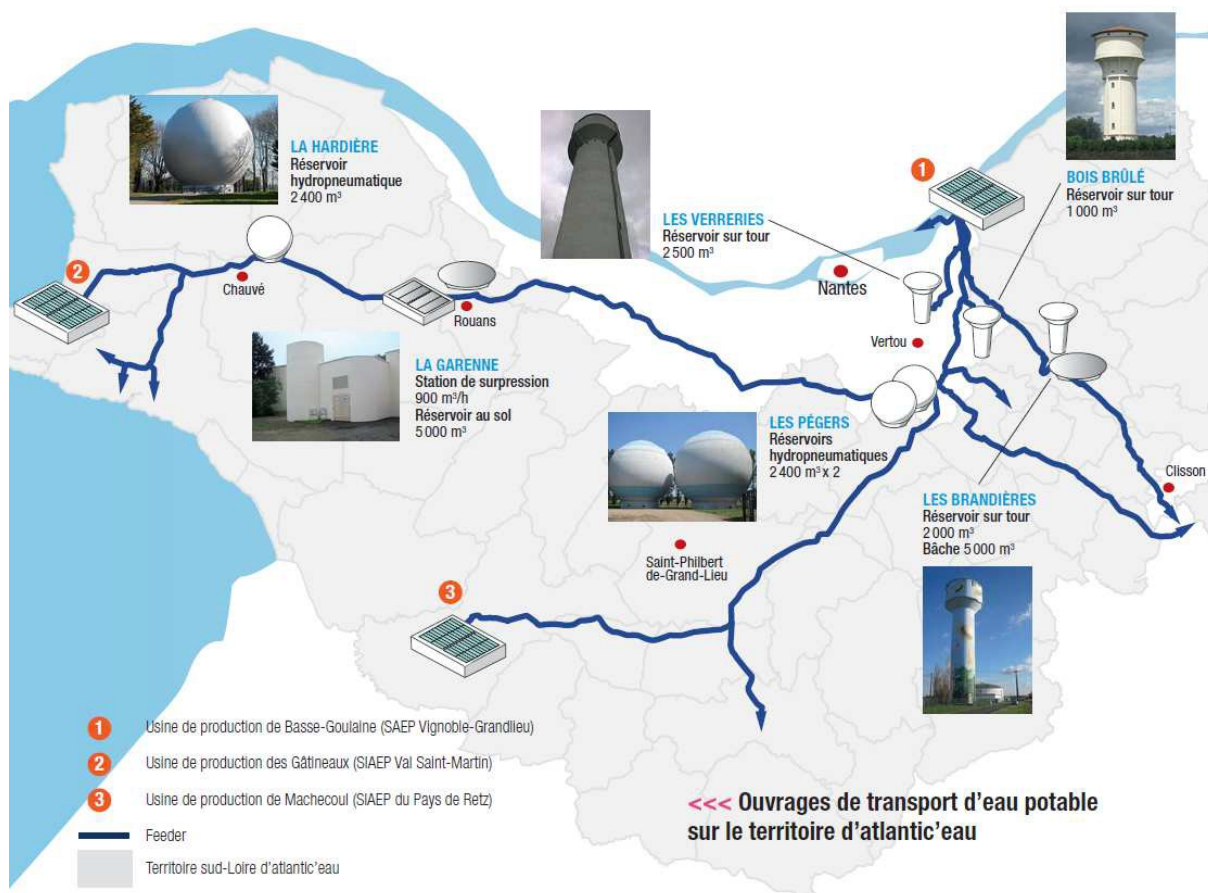 LA HARDIÈRE
Réservoir
hydropneumatique
2 400 m³
1
BOIS BRÛLÉ
Réservoir sur tour
1 000 m³
LES VERRERIES
Réservoir sur tour
2 500 m³
2
Chauvé
Nantes
Rouans
Vertou
LA GARENNE
Station de surpression
900 m³/h
Réservoir au sol
5 000 m³
LES PÉGERS
Réservoirs
hydropneumatiques
2 400 m³ x 2
Clisson
LES BRANDIÈRES
Réservoir sur tour
2 000 m³
Bâche 5 000 m³
Saint-Philbert
de-Grand-Lieu
3
1 Usine de production de Basse-Goulaine (SAEP Vignoble-Grandlieu)
2 Usine de production des Gâtineaux (SIAEP Val Saint-Martin)
3 Usine de production de Machecoul (SIAEP du Pays de Retz)
Feeder
Territoire sud-Loire d'atlantic'eau
<<< Ouvrages de transport d'eau potable
sur le territoire d'atlantic'eau